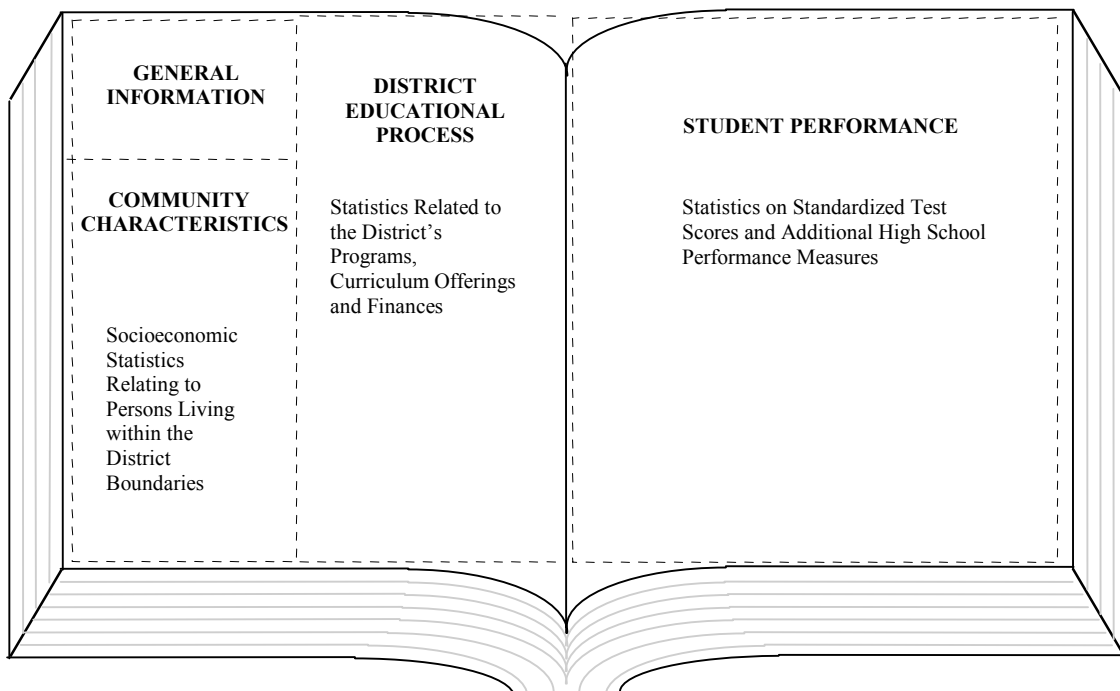 GENERAL
INFORMATION
COMMUNITY
CHARACTERISTICS
Socioeconomic
Statistics
Relating to
Persons Living
within the
District
Boundaries
DISTRICT
EDUCATIONAL
PROCESS
Statistics Related to
the District’s
Programs,
Curriculum Offerings
and Finances
STUDENT PERFORMANCE
Statistics on Standardized Test
Scores and Additional High School
Performance Measures